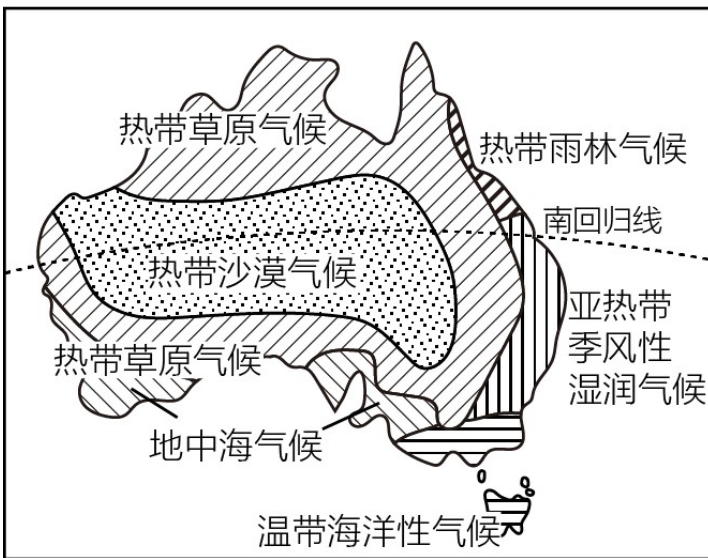 热带草原气候
热带雨林气候
南回归线
热带沙漠气候
亚热带
季风性
湿润气候
热带草原气候
地中海气候
温带海洋性气候